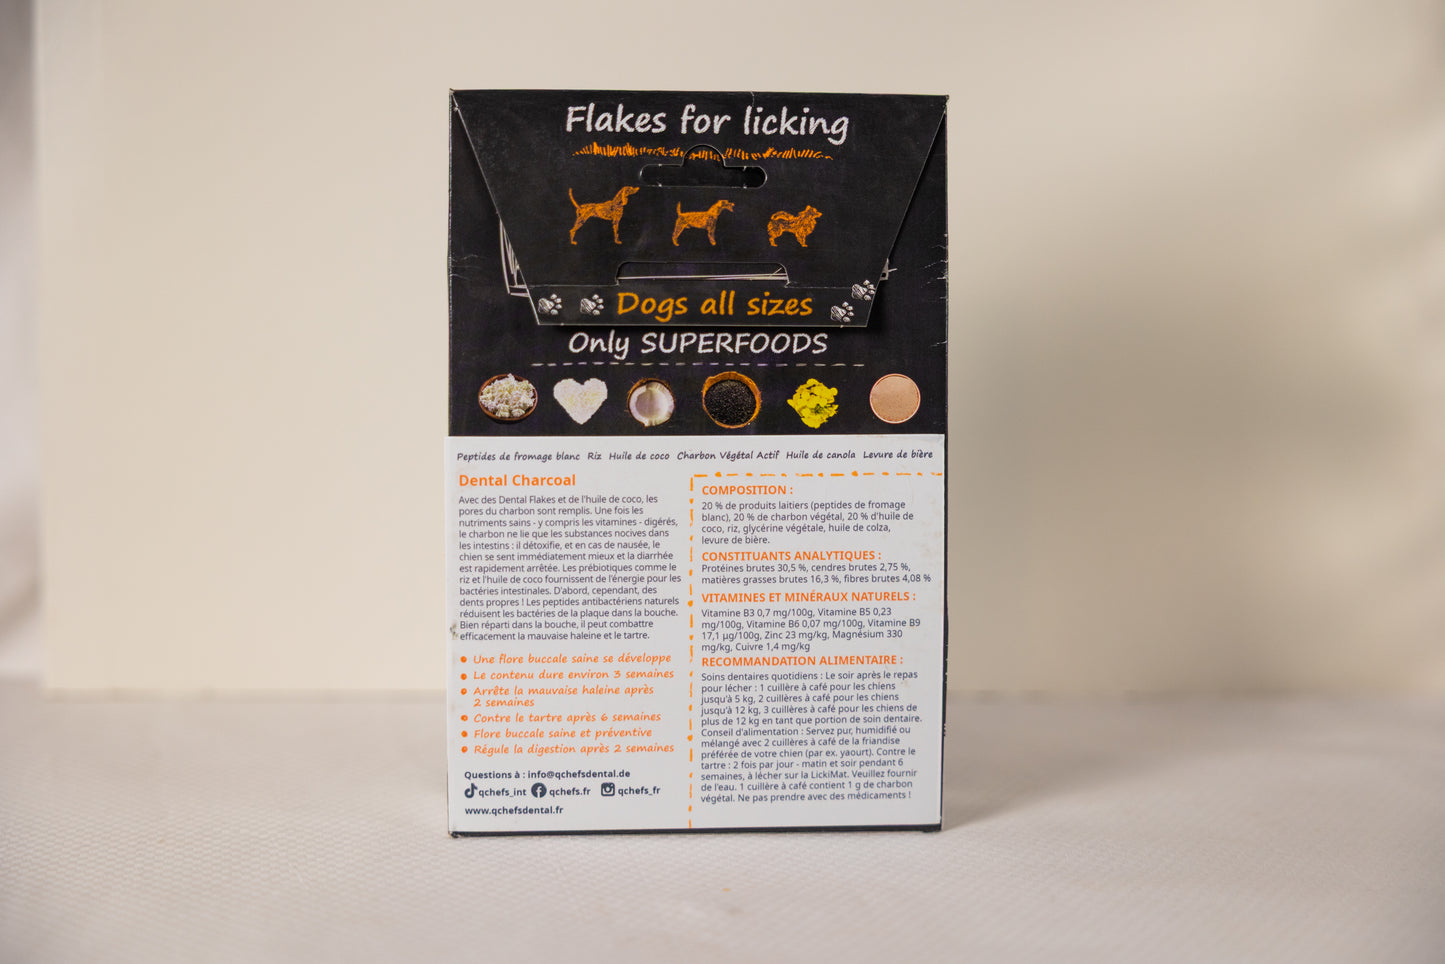 Flakes for licking
Dogs all sizes
Only SUPERFOODS
Peptides de fromage blanc Riz Huile de coco Charbon Végétal Actif Huile de canola Levure de bière
Dental Charcoal
Avec des Dental Flakes et de l'huile de coco, les
pores du charbon sont remplis. Une fois les
nutriments sains - y compris les vitamines - digérés,
le charbon ne lie que les substances nocives dans
les intestins : il détoxifie, et en cas de nausée, le
chien se sent immédiatement mieux et la diarrhée
est rapidement arrêtée. Les prébiotiques comme le
riz et l'huile de coco fournissent de l'énergie pour les
bactéries intestinales. D'abord, cependant, des
dents propres ! Les peptides antibactériens naturels
réduisent les bactéries de la plaque dans la bouche.
Bien réparti dans la bouche, il peut combattre
efficacement la mauvaise haleine et le tartre.
• Une flore buccale saine se développe
• Le contenu dure environ 3 semaines
• Arrête la mauvaise haleine après
2 semaines
• Contre le tartre après 6 semaines
• Flore buccale saine et préventive
• Régule la digestion après 2 semaines
Questions à : info@qchefsdental.de
qchefs_int qchefs.fr qchefs_fr
www.qchefsdental.fr
COMPOSITION :
20 % de produits laitiers (peptides de fromage
blanc), 20 % de charbon végétal, 20 % d'huile de
coco, riz, glycérine végétale, huile de colza,
levure de bière.
CONSTITUANTS ANALYTIQUES :
Protéines brutes 30,5 %, cendres brutes 2,75 %,
matières grasses brutes 16,3 %, fibres brutes 4,08 %
VITAMINES ET MINÉRAUX NATURELS :
Vitamine B3 0,7 mg/100g, Vitamine B5 0,23
mg/100g, Vitamine B6 0,07 mg/100g, Vitamine B9
17,1 µg/100g, Zinc 23 mg/kg, Magnésium 330
mg/kg, Cuivre 1,4 mg/kg
RECOMMANDATION ALIMENTAIRE :
Soins dentaires quotidiens : Le soir après le repas
pour lécher : 1 cuillère à café pour les chiens
jusqu'à 5 kg, 2 cuillères à café pour les chiens
jusqu'à 12 kg, 3 cuillères à café pour les chiens de
plus de 12 kg en tant que portion de soin dentaire.
Conseil d'alimentation : Servez pur, humidifié ou
mélangé avec 2 cuillères à café de la friandise
préférée de votre chien (par ex. yaourt). Contre le
tartre : 2 fois par jour - matin et soir pendant 6
semaines, à lécher sur la LickiMat. Veuillez fournir
de l'eau. 1 cuillère à café contient 1 g de charbon
végétal. Ne pas prendre avec des médicaments !